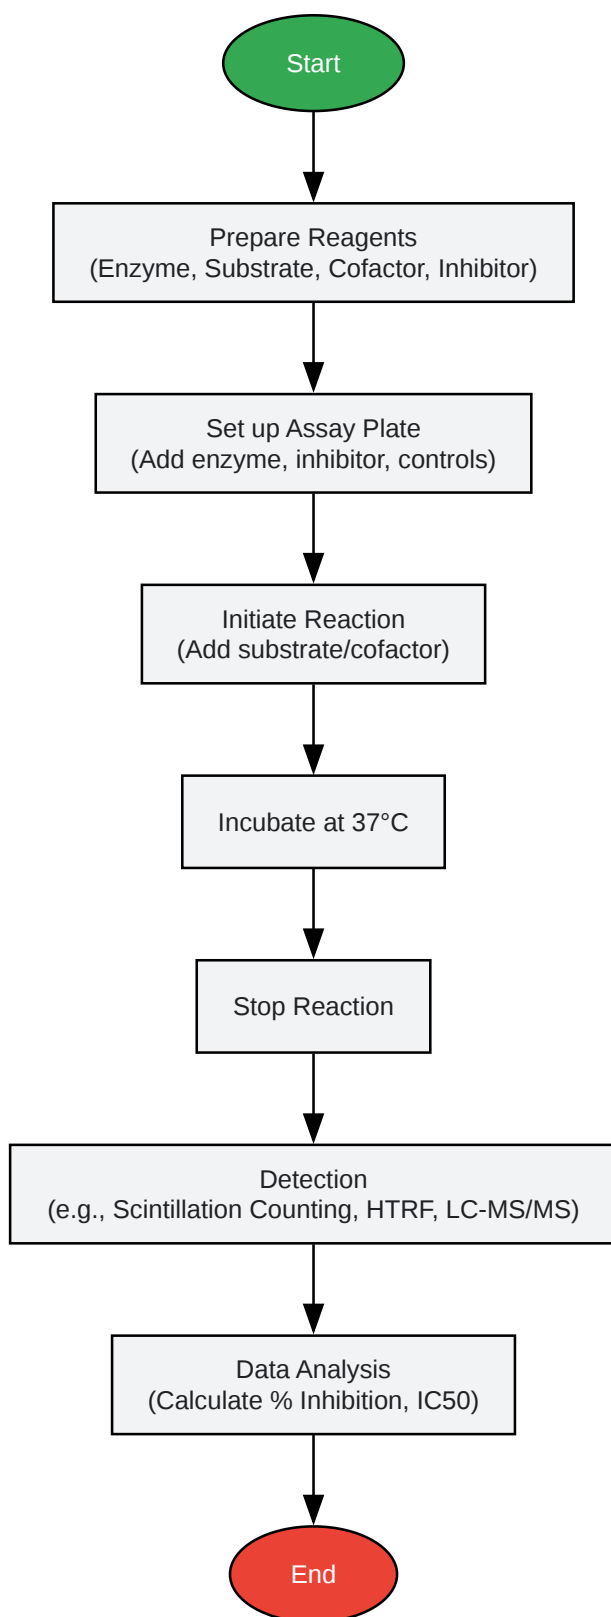 Start
Prepare Reagents
(Enzyme, Substrate, Cofactor, Inhibitor)
Set up Assay Plate
(Add enzyme, inhibitor, controls)
Initiate Reaction
(Add substrate/cofactor)
Incubate at 37°C
Stop Reaction
Detection
(e.g., Scintillation Counting, HTRF, LC-MS/MS)
Data Analysis
(Calculate % Inhibition, IC50)
End